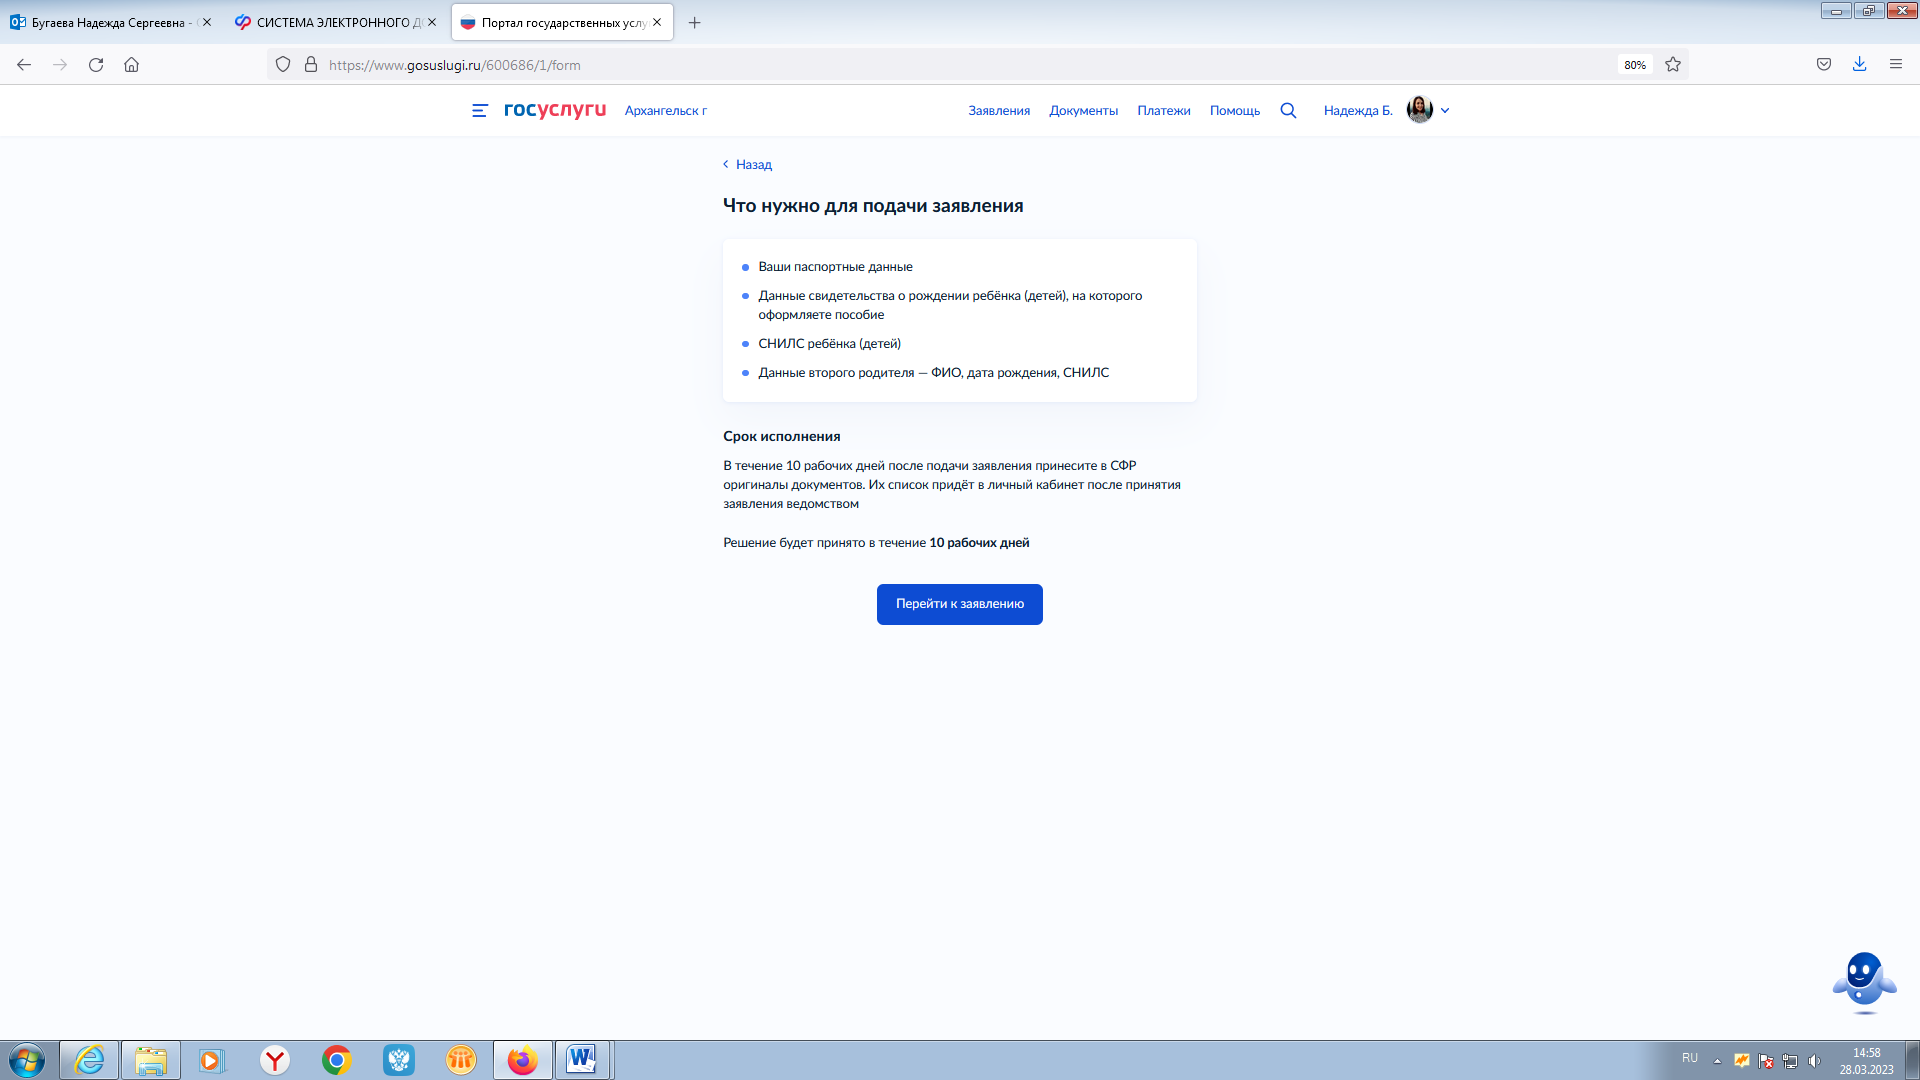 Бугаева Надежда Сергеевна -
СИСТЕМА ЭЛЕКТРОННОГО
Портал государственных услу
https://www.gosuslugi.ru/600686/1/form
80%
госуслуги
Архангельск г
Заявления
Документы
Платежи
Помощь
Надежда Б.
Назад
Что нужно для подачи заявления
Ваши паспортные данные
Данные свидетельства о рождении ребёнка (детей), на которого
оформляете пособие
СНИЛС ребёнка (детей)
Данные второго родителя — ФИО, дата рождения, СНИЛС
Срок исполнения
В течение 10 рабочих дней после подачи заявления принесите в СФР
оригиналы документов. Их список придёт в личный кабинет после принятия
заявления ведомством
Решение будет принято в течение 10 рабочих дней
Перейти к заявлению
RU
14:58
28.03.2023